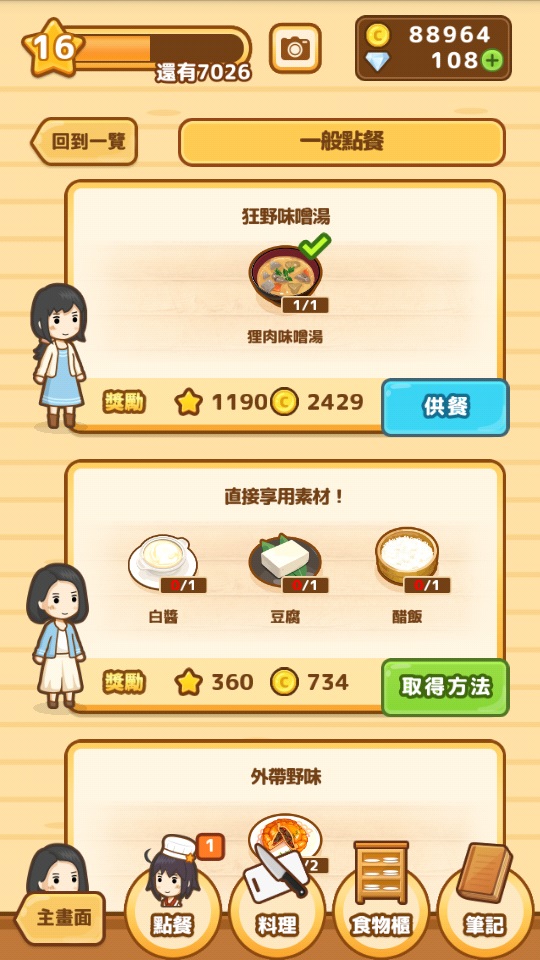 16
還有7026
88964
108
回到一覽
一般點餐
狂野味噌湯
1/1
狸肉味噌湯
獎勵 1190 2429
供餐
直接享用素材！
0/1 0/1 0/1
白醬 豆腐 醋飯
獎勵 360 734
取得方法
外帶野味
/2
1
主畫面
點餐
料理
食物櫃
筆記